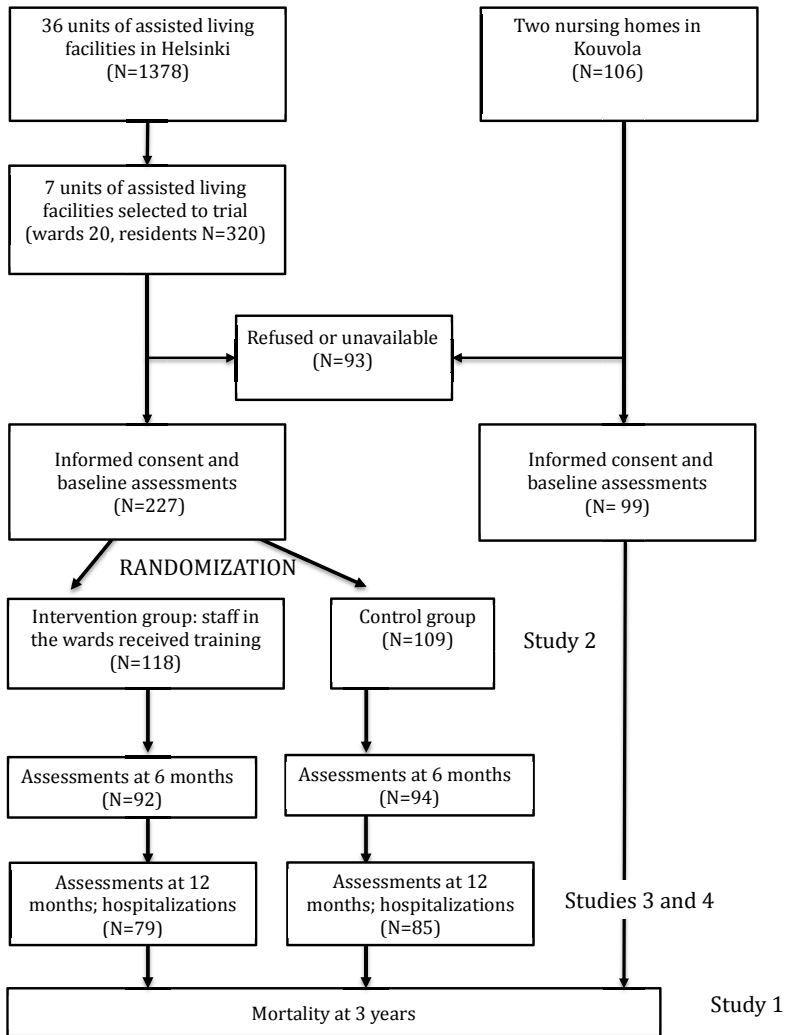 36 units of assisted living
facilities in Helsinki
(N=1378)
Two nursing homes in
Kouvola
(N=106)
7 units of assisted living
facilities selected to trial
(wards 20, residents N=320)
Refused or unavailable
(N=93)
Informed consent and
baseline assessments
(N=227)
Informed consent and
baseline assessments
(N= 99)
RANDOMIZATION
Intervention group: staff in
the wards received training
(N=118)
Control group
(N=109)
Study 2
Assessments at 6 months
(N=92)
Assessments at 6 months
(N=94)
Assessments at 12
months; hospitalizations
(N=79)
Assessments at 12
months; hospitalizations
(N=85)
Studies 3 and 4
Mortality at 3 years
Study 1